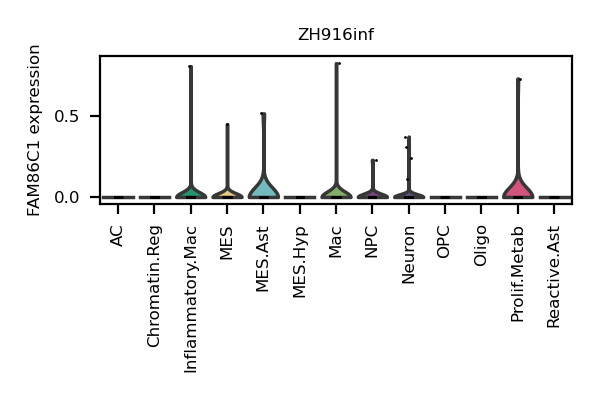 ZH916inf
FAM86C1 expression
0.5
0.0
AC
Chromatin.Reg
Inflammatory.Mac
MES
MES.Ast
MES.Hyp
Mac
NPC
Neuron
OPC
Oligo
Prolif.Metab
Reactive.Ast